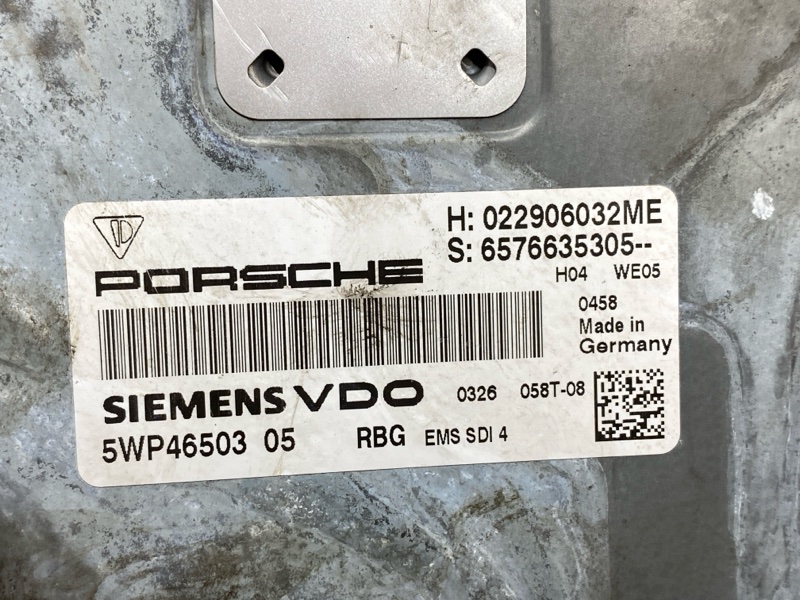 H: 022906032ME
S: 6576635305--
PORSCHE
H04 WE05
0458
Made in
Germany
SIEMENS VDO 0326 058T-08
5WP46503 05 RBG EMS SDI 4